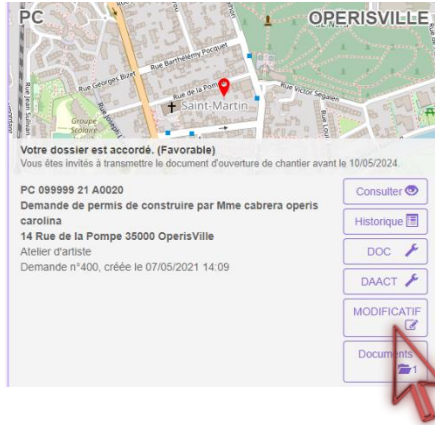 PC
OPERISVILLE
Rue Barthélemy Pocquet
Rue Georges Bizet
Rue de la Pom
Rue Victor Segalen
Saint-Martin
Groupe
Scolaire
Votre dossier est accordé. (Favorable)
Vous êtes invités à transmettre le document d'ouverture de chantier avant le 10/05/2024.
PC 099999 21 A0020
Demande de permis de construire par Mme cabrera operis
carolina
14 Rue de la Pompe 35000 OperisVille
Atelier d'artiste
Demande n°400, créée le 07/05/2021 14:09
Consulter
Historique
DOC
DAACT
MODIFICATIF
Documents
1